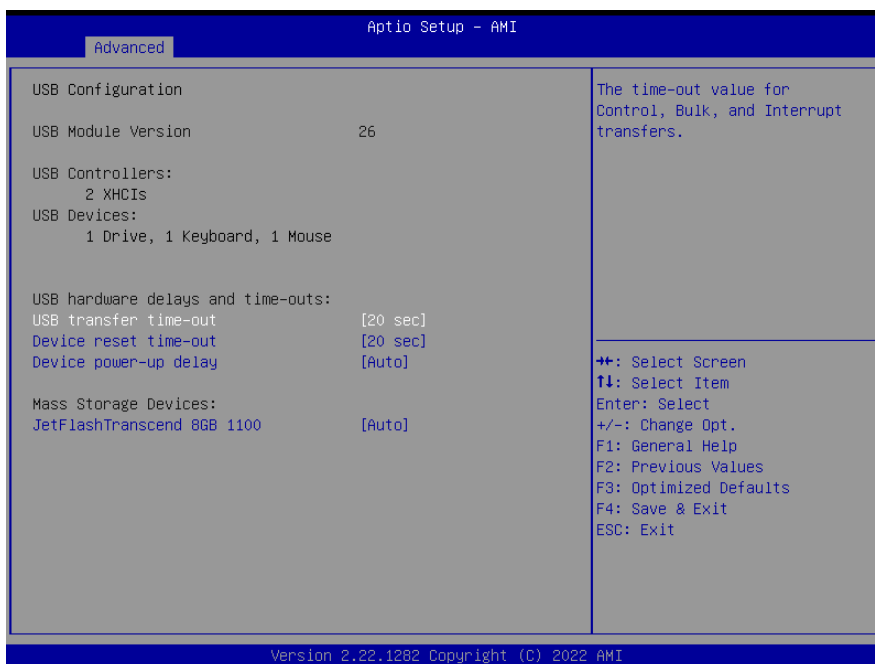 Aptio Setup – AMI
Advanced
USB Configuration
USB Module Version 26
USB Controllers:
2 XHCIs
USB Devices:
1 Drive, 1 Keyboard, 1 Mouse
USB hardware delays and time-outs:
USB transfer time-out [20 sec]
Device reset time-out [20 sec]
Device power-up delay [Auto]
Mass Storage Devices:
JetFlashTranscend 8GB 1100 [Auto]
The time-out value for
Control, Bulk, and Interrupt
transfers.
→←: Select Screen
↑↓: Select Item
Enter: Select
+/-: Change Opt.
F1: General Help
F2: Previous Values
F3: Optimized Defaults
F4: Save & Exit
ESC: Exit
Version 2.22.1282 Copyright (C) 2022 AMI